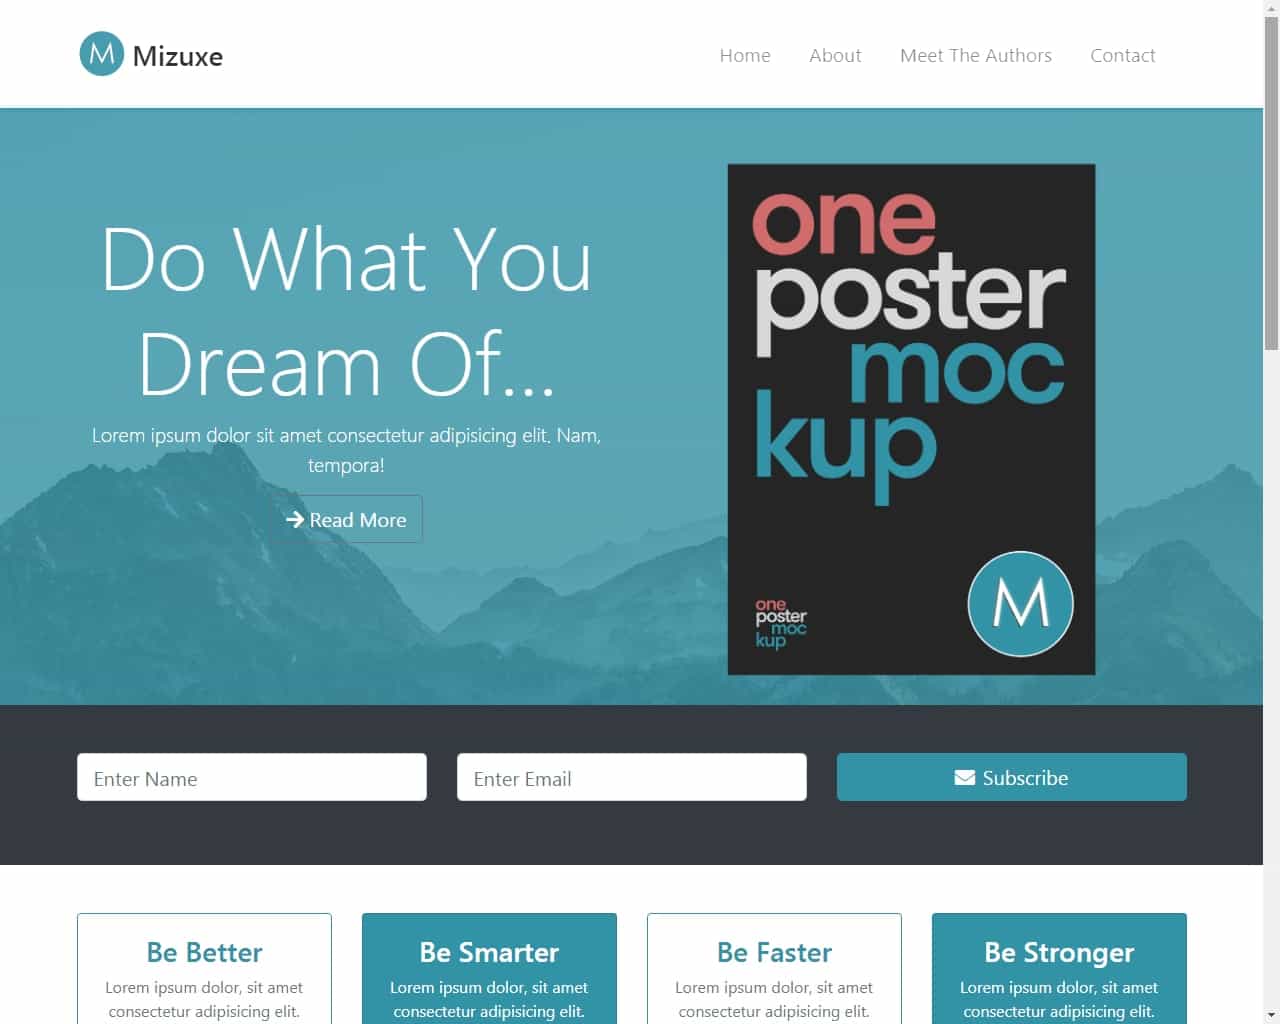 M Mizuxe
Home About Meet The Authors Contact
Do What You
Dream Of...
Lorem ipsum dolor sit amet consectetur adipisicing elit. Nam,
tempora!
Read More
one
poster
moc
kup
one
poster
moc
kup
M
Enter Name
Enter Email
Subscribe
Be Better
Lorem ipsum dolor, sit amet
consectetur adipisicing elit.
Be Smarter
Lorem ipsum dolor, sit amet
consectetur adipisicing elit.
Be Faster
Lorem ipsum dolor, sit amet
consectetur adipisicing elit.
Be Stronger
Lorem ipsum dolor, sit amet
consectetur adipisicing elit.